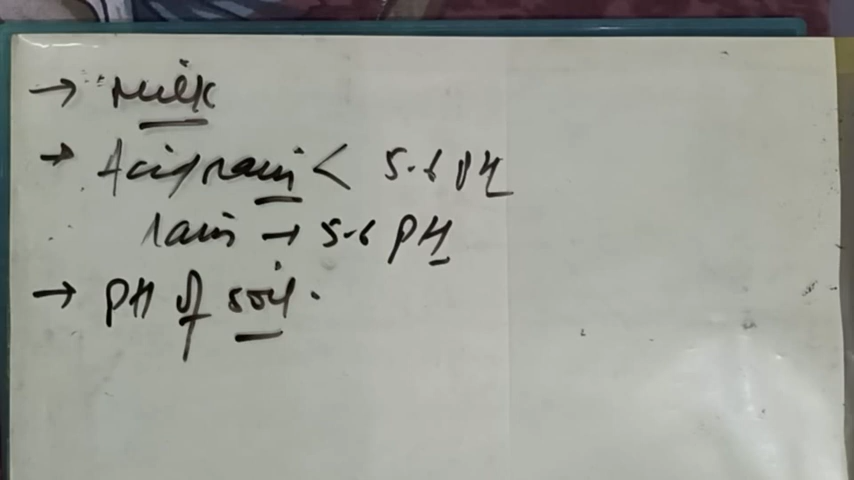 → Milk
→ Acid rain < 5.6 pH
rain → 5.6 pH
→ PH of soil.